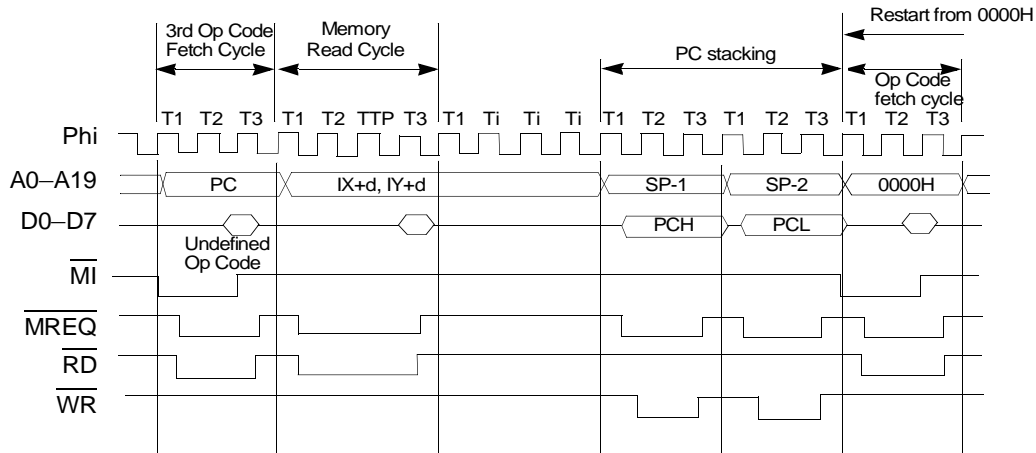 Restart from 0000H
3rd Op Code
Fetch Cycle
Memory
Read Cycle
PC stacking
Op Code
fetch cycle
T1 T2 T3 T1 T2 TTP T3 T1 Ti Ti Ti T1 T2 T3 T1 T2 T3 T1 T2 T3
Phi
A0–A19 PC IX+d, IY+d SP-1 SP-2 0000H
D0–D7 PCH PCL
Undefined
Op Code
MI
MREQ
RD
WR